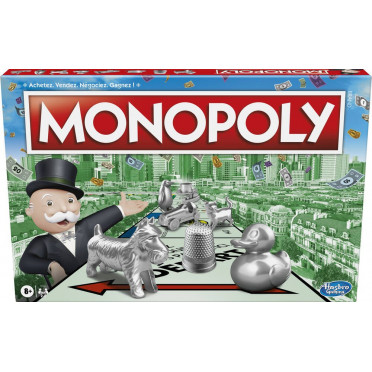 • Achetez, Vendez, Négociez, Gagnez ! •
MONOPOLY
8+
Hasbro
Gaming